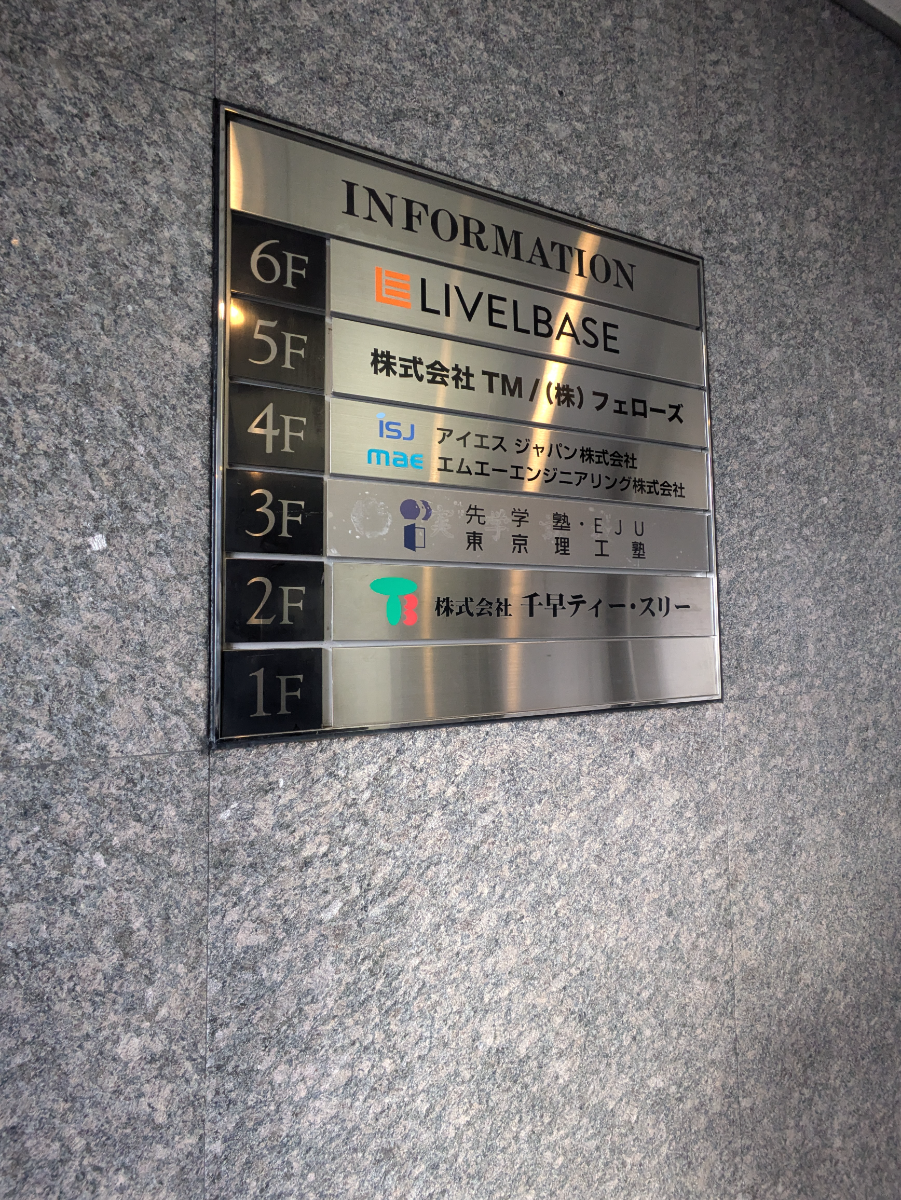 INFORMATION
6F LIVELBASE
5F 株式会社 TM/(株)フェローズ
4F isj アイエス ジャパン株式会社
mae エムエーエンジニアリング株式会社
3F 先学塾・EJU
東京理工塾
2F 株式会社 千早ティー・スリー
1F